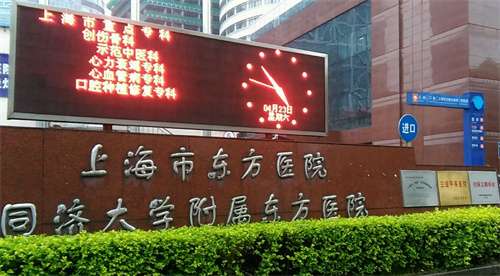 上海市重点专科
创伤骨科
示范中医科
心力衰竭专科
心血管病专科
口腔种植修复专科
04月23日
星期六
进口
上海市东方医院
同济大学附属东方医院